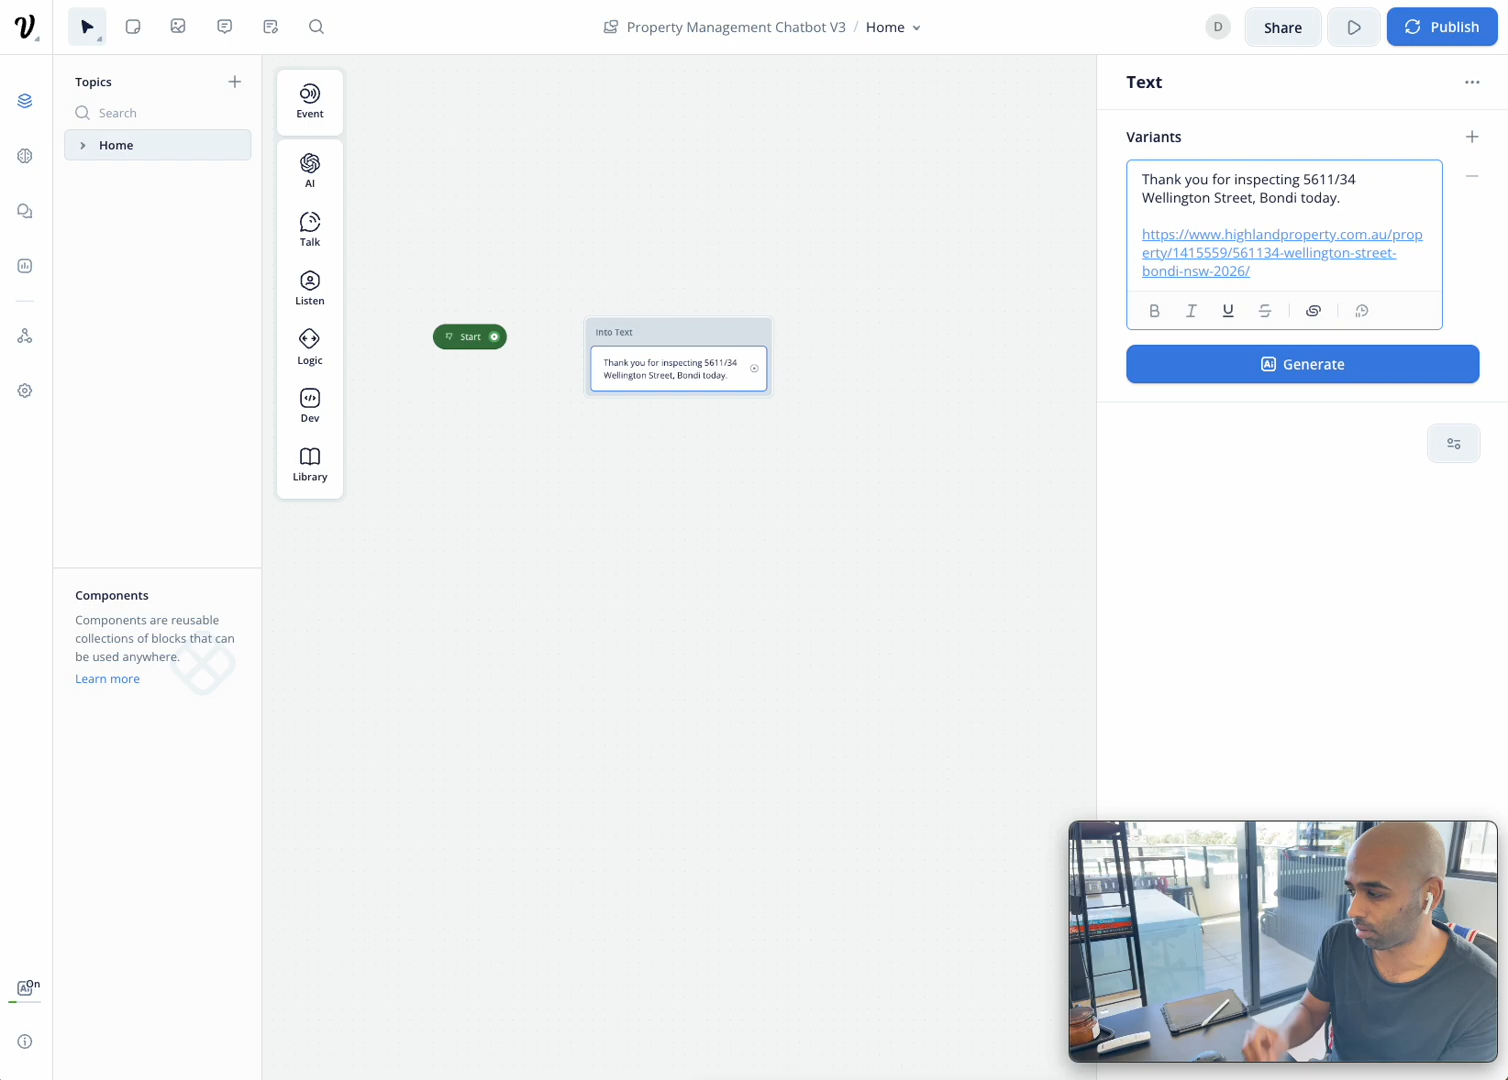 Property Management Chatbot V3 / Home
D
Share
Publish
Topics
Search
Home
Event
AI
Talk
Listen
Logic
Dev
Library
Start
Into Text
Thank you for inspecting 5611/34
Wellington Street, Bondi today.
Components
Components are reusable
collections of blocks that can
be used anywhere.
Learn more
On
Text
Variants
Thank you for inspecting 5611/34
Wellington Street, Bondi today.
https://www.highlandproperty.com.au/prop
erty/1415559/561134-wellington-street-
bondi-nsw-2026/
B I U S
Ai Generate